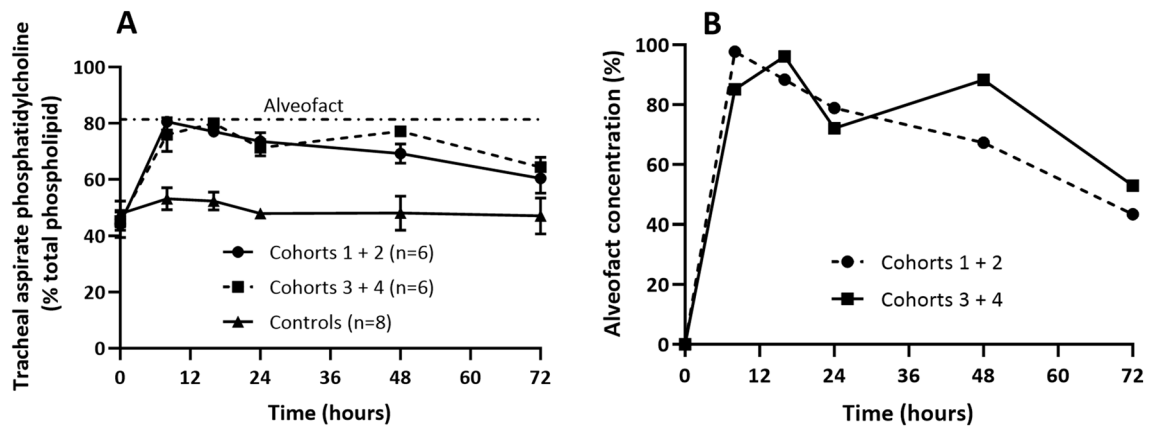 A
Tracheal aspirate phosphatidylcholine
(% total phospholipid)
100
80
60
40
20
0
Alveofact
Cohorts 1 + 2 (n=6)
Cohorts 3 + 4 (n=6)
Controls (n=8)
0 12 24 36 48 60 72
Time (hours)
B
Alveofact concentration (%)
100
80
60
40
20
0
Cohorts 1 + 2
Cohorts 3 + 4
0 12 24 36 48 60 72
Time (hours)